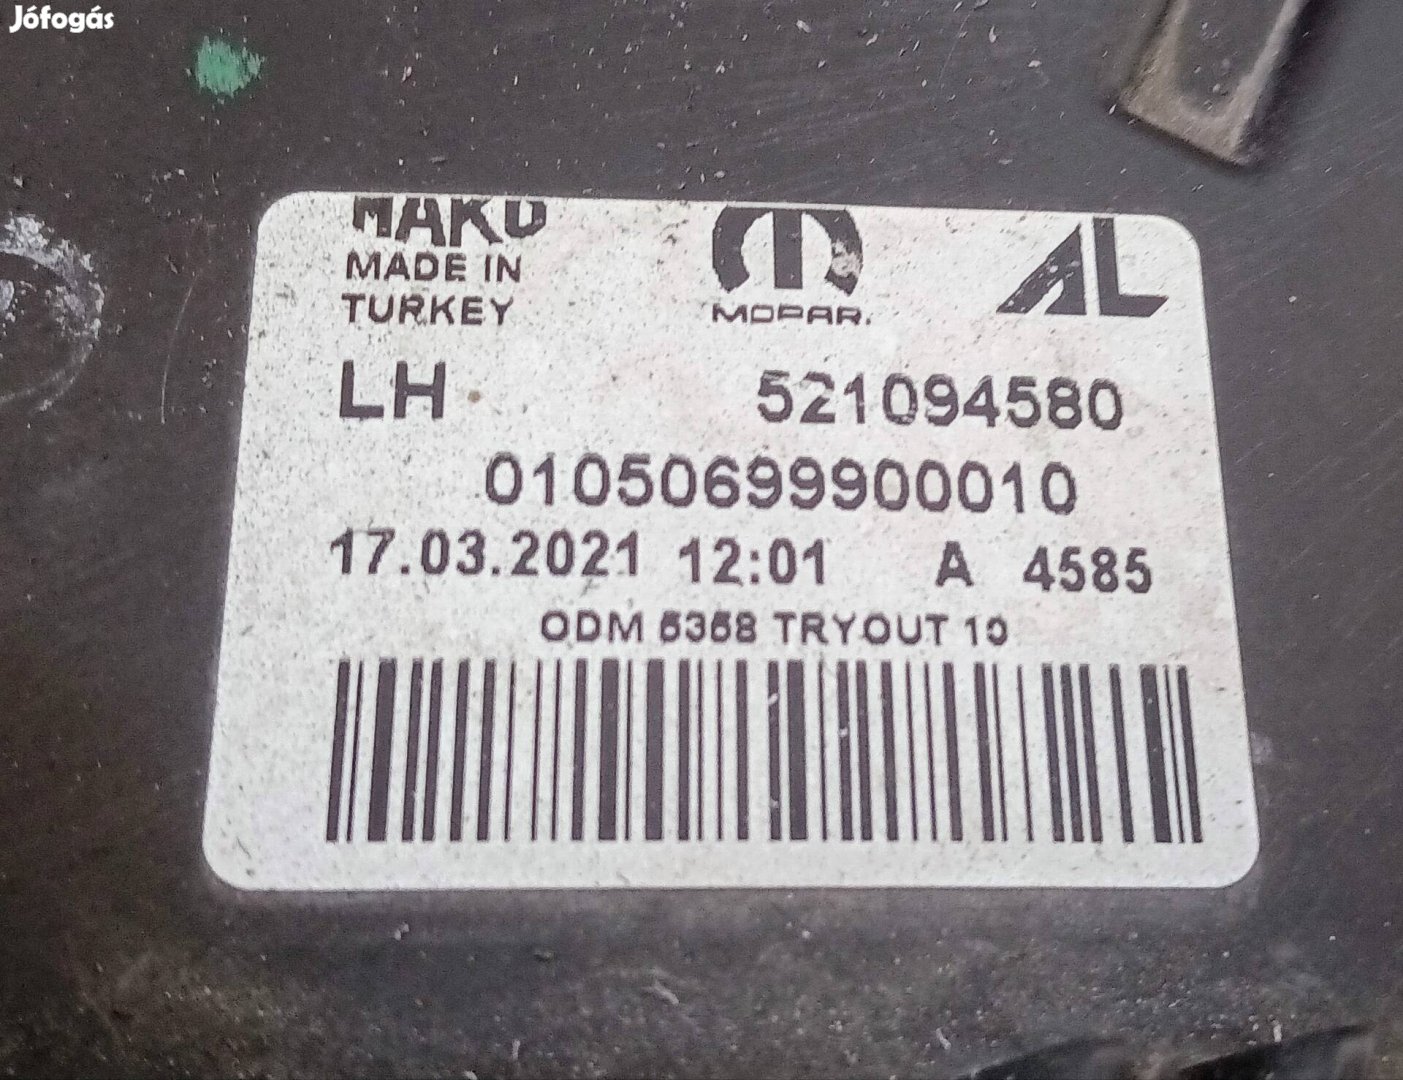 Jófogás
MAKO
MADE IN
TURKEY
MOPAR.
AL
LH 521094580
01050699900010
17.03.2021 12:01 A 4585
ODM 5358 TRYOUT 10